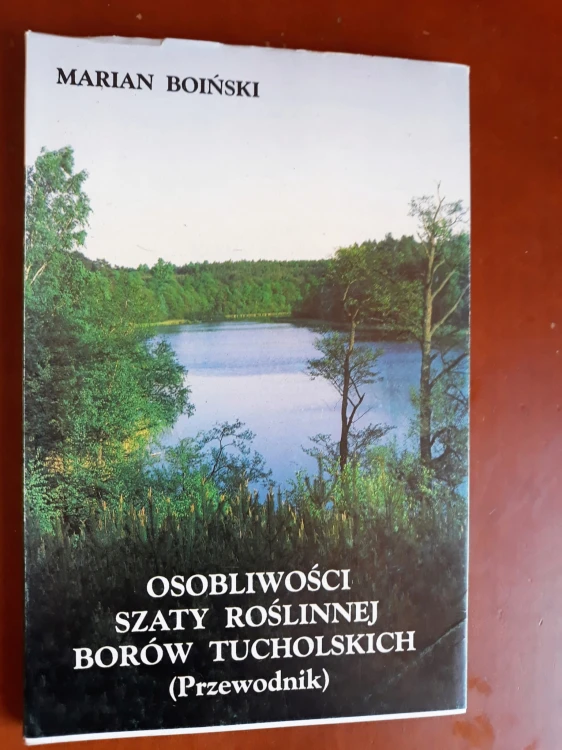 MARIAN BOIŃSKI
OSOBLIWOŚCI
SZATY ROŚLINNEJ
BORÓW TUCHOLSKICH
(Przewodnik)